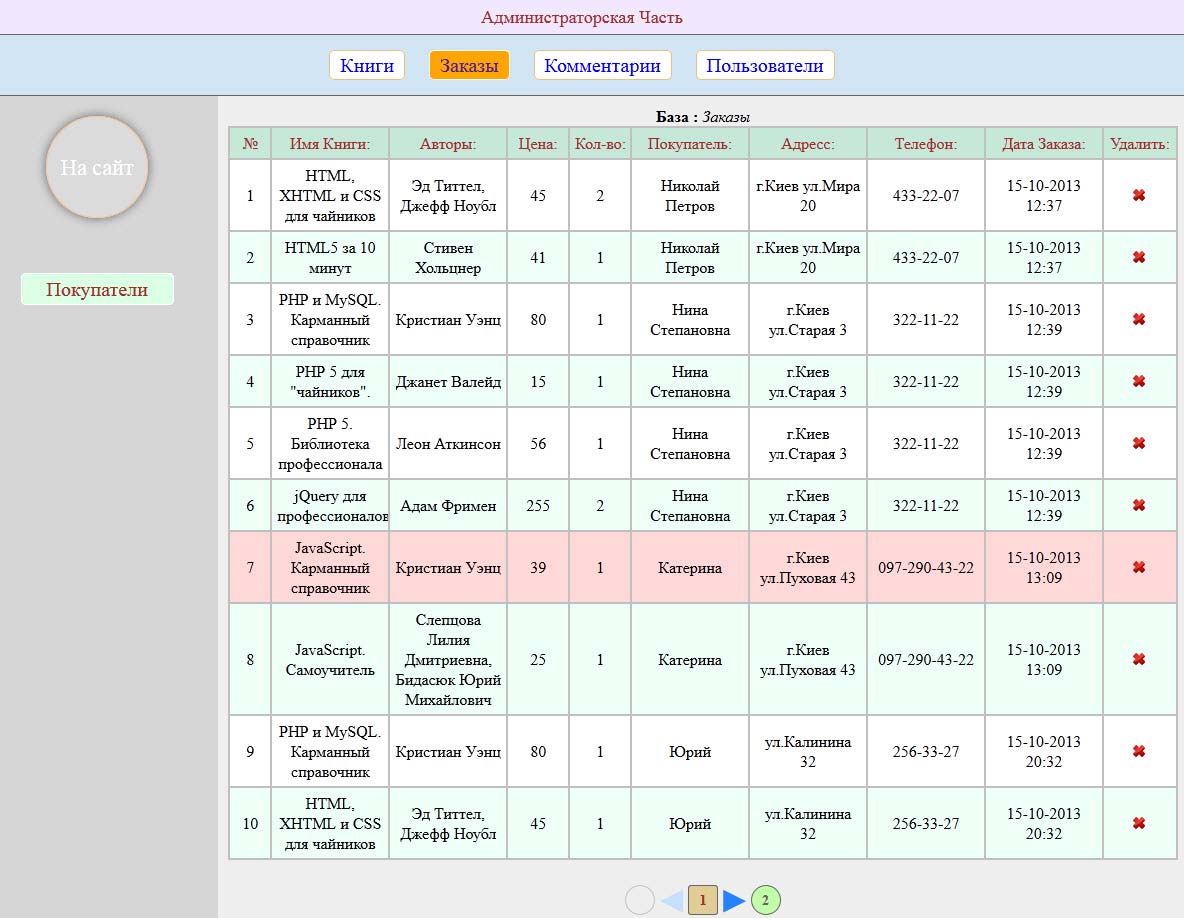 Администраторская Часть
Книги Заказы Комментарии Пользователи
На сайт
Покупатели
База : Заказы
№ Имя Книги: Авторы: Цена: Кол-во: Покупатель: Адресс: Телефон: Дата Заказа: Удалить:
1 HTML, XHTML и CSS для чайников Эд Титтел, Джефф Ноубл 45 2 Николай Петров г.Киев ул.Мира 20 433-22-07 15-10-2013 12:37
2 HTML5 за 10 минут Стивен Хольцнер 41 1 Николай Петров г.Киев ул.Мира 20 433-22-07 15-10-2013 12:37
3 PHP и MySQL. Карманный справочник Кристиан Уэнц 80 1 Нина Степановна г.Киев ул.Старая 3 322-11-22 15-10-2013 12:39
4 PHP 5 для "чайников". Джанет Валейд 15 1 Нина Степановна г.Киев ул.Старая 3 322-11-22 15-10-2013 12:39
5 PHP 5. Библиотека профессионала Леон Аткинсон 56 1 Нина Степановна г.Киев ул.Старая 3 322-11-22 15-10-2013 12:39
6 jQuery для профессионалов Адам Фримен 255 2 Нина Степановна г.Киев ул.Старая 3 322-11-22 15-10-2013 12:39
7 JavaScript. Карманный справочник Кристиан Уэнц 39 1 Катерина г.Киев ул.Пуховая 43 097-290-43-22 15-10-2013 13:09
8 JavaScript. Самоучитель Слепцова Лилия Дмитриевна, Бидасюк Юрий Михайлович 25 1 Катерина г.Киев ул.Пуховая 43 097-290-43-22 15-10-2013 13:09
9 PHP и MySQL. Карманный справочник Кристиан Уэнц 80 1 Юрий ул.Калинина 32 256-33-27 15-10-2013 20:32
10 HTML, XHTML и CSS для чайников Эд Титтел, Джефф Ноубл 45 1 Юрий ул.Калинина 32 256-33-27 15-10-2013 20:32
1 2